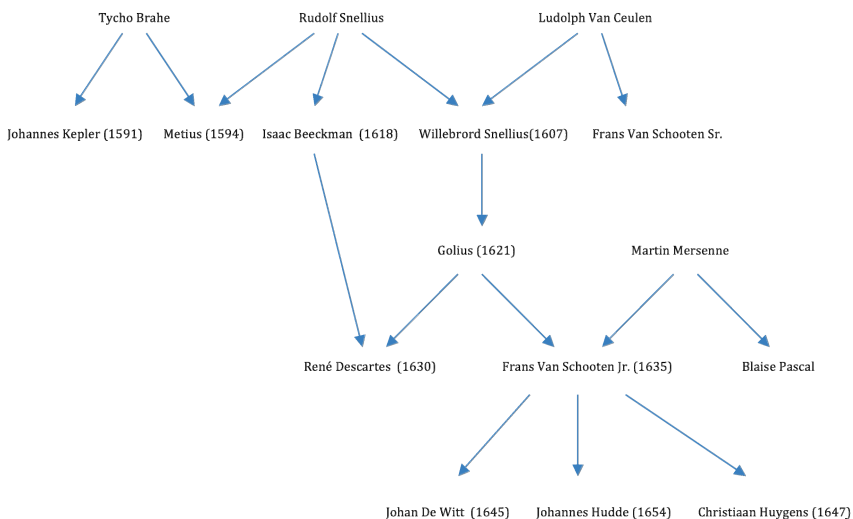 Tycho Brahe Rudolf Snellius Ludolph Van Ceulen
Johannes Kepler (1591) Metius (1594) Isaac Beeckman (1618) Willebrord Snellius(1607) Frans Van Schooten Sr.
Golius (1621) Martin Mersenne
René Descartes (1630) Frans Van Schooten Jr. (1635) Blaise Pascal
Johan De Witt (1645) Johannes Hudde (1654) Christiaan Huygens (1647)